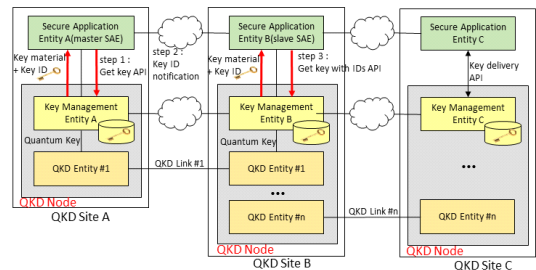 Secure Application
Entity A(master SAE)
Secure Application
Entity B(slave SAE)
Secure Application
Entity C
Key material
+ Key ID
step 1 :
Get key API
step 2 :
Key ID
notification
Key material
+ Key ID
step 3 :
Get key with IDs API
Key delivery
API
Key Management
Entity A
Key Management
Entity B
Key Management
Entity C
Quantum Key
Quantum Key
QKD Entity #1
QKD Link #1
QKD Entity #1
...
...
QKD Entity #n
QKD Link #n
QKD Entity #n
QKD Node
QKD Site A
QKD Node
QKD Site B
QKD Node
QKD Site C